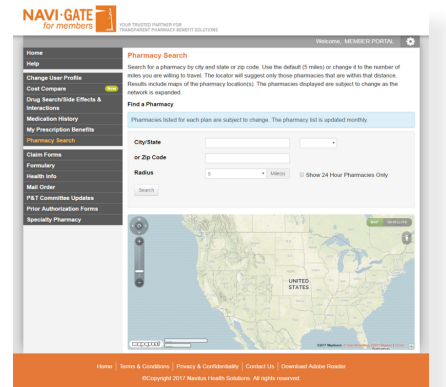 NAVI·GATE
for members
YOUR TRUSTED PARTNER FOR
TRANSPARENT PHARMACY BENEFIT SOLUTIONS
Welcome, MEMBER PORTAL
Home
Help
Change User Profile
Cost Compare New
Drug Search/Side Effects &
Interactions
Medication History
My Prescription Benefits
Pharmacy Search
Claim Forms
Formulary
Health Info
Mail Order
P&T Committee Updates
Prior Authorization Forms
Specialty Pharmacy
Pharmacy Search
Search for a pharmacy by city and state or zip code. Use the default (5 miles) or change it to the number of
miles you are willing to travel. The locator will suggest only those pharmacies that are within that distance.
Results include maps of the pharmacy location(s). The pharmacies displayed are subject to change as the
network is expanded.
Find a Pharmacy
Pharmacies listed for each plan are subject to change. The pharmacy list is updated monthly.
City/State
or Zip Code
Radius
5
Mile(s)
Show 24 Hour Pharmacies Only
Search
MAP
UNITED
STATES
mapquest
©2017 MapQuest
Home | Terms & Conditions | Privacy & Confidentiality | Contact Us | Download Adobe Reader
©Copyright 2017 Navitus Health Solutions. All rights reserved.